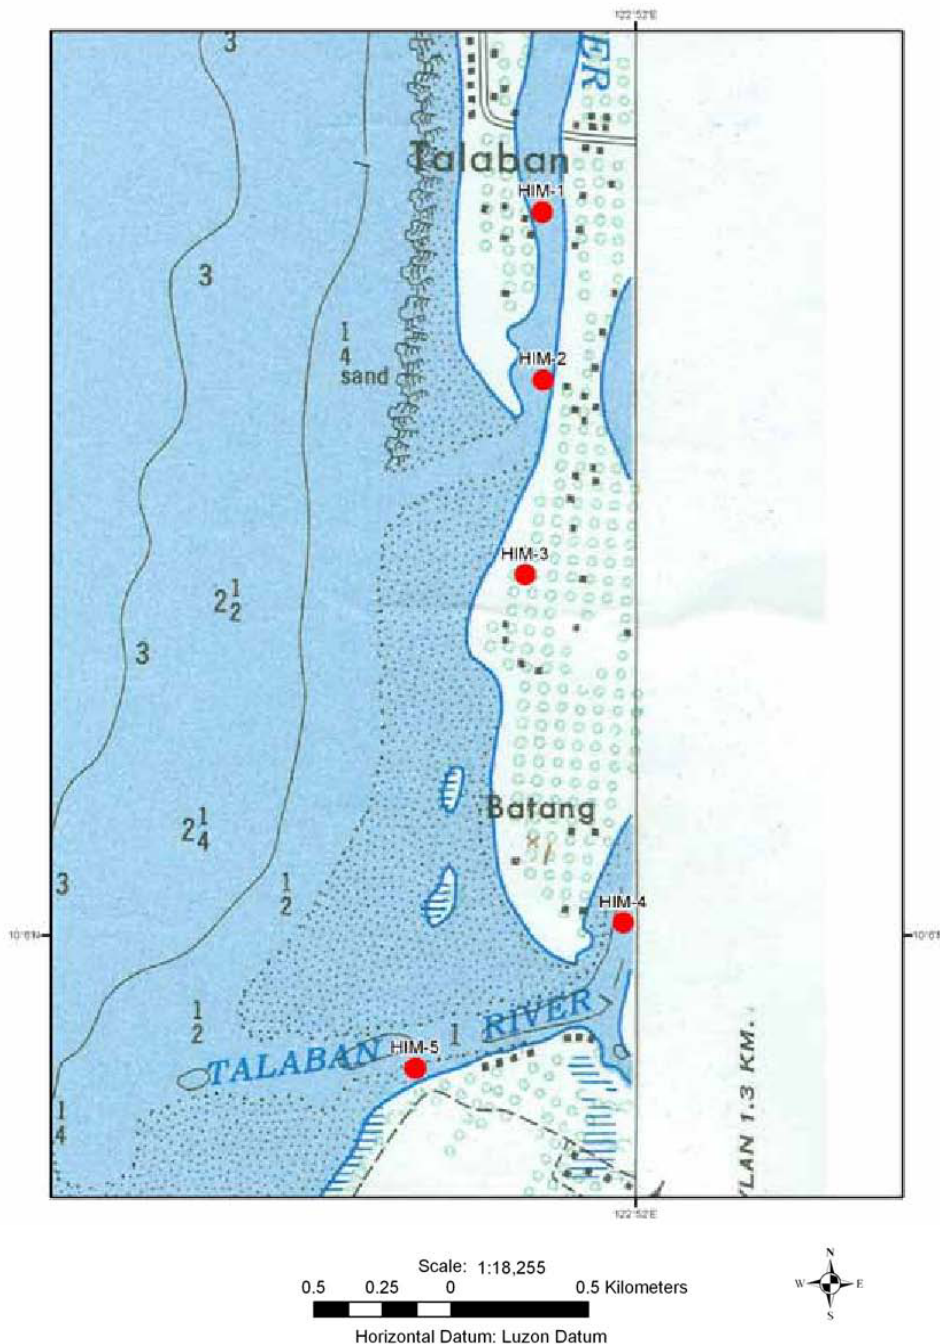 122°52'E
3
ER
Talaban
HIM-1
3
1
4
sand
HIM-2
HIM-3
2 1/2
3
Batang
2 1/4
3
1/2
HIM-4
10°6'N
10°6'N
1/2
RIVER
TALABAN
HIM-5
1/4
YLAN 1.3 KM.
122°52'E
Scale: 1:18,255
0.5 0.25 0 0.5 Kilometers
N
W E
S
Horizontal Datum: Luzon Datum